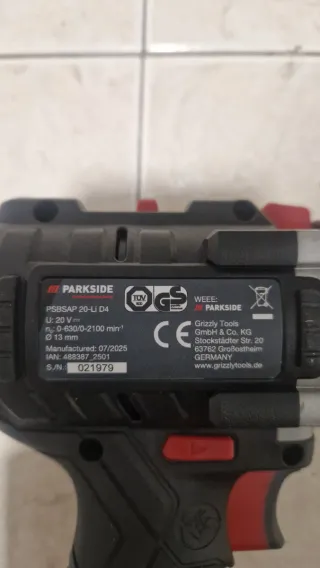 PARKSIDE
PSBSAP 20-Li D4
U: 20 V
n₀: 0-630/0-2100 min⁻¹
Ø 13 mm
Manufactured: 07/2025
IAN: 488387_2501
S./N. 021979
TÜV
GS
CE
WEEE:
PARKSIDE
Grizzly Tools
GmbH & Co. KG
Stockstädter Str. 20
63762 Großostheim
GERMANY
www.grizzlytools.de